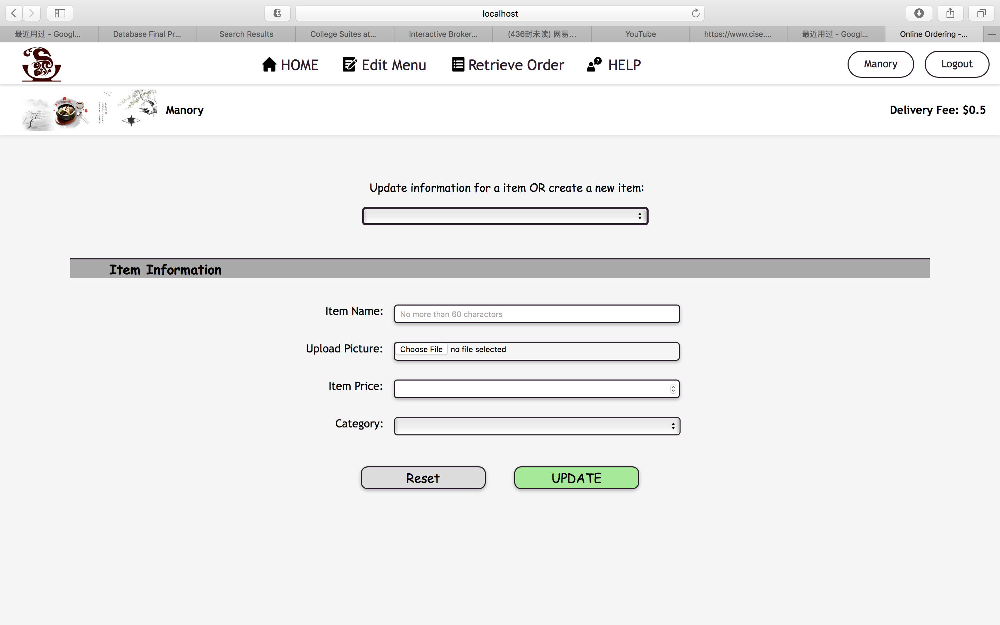 localhost
最近用过 - Googl...
Database Final Pr...
Search Results
College Suites at...
Interactive Broker...
(436封未读) 网易...
YouTube
https://www.cise....
最近用过 - Googl...
Online Ordering -...
HOME
Edit Menu
Retrieve Order
HELP
Manory
Logout
Manory
Delivery Fee: $0.5
Update information for a item OR create a new item:
Item Information
Item Name:
No more than 60 charactors
Upload Picture:
Choose File no file selected
Item Price:
Category:
Reset
UPDATE